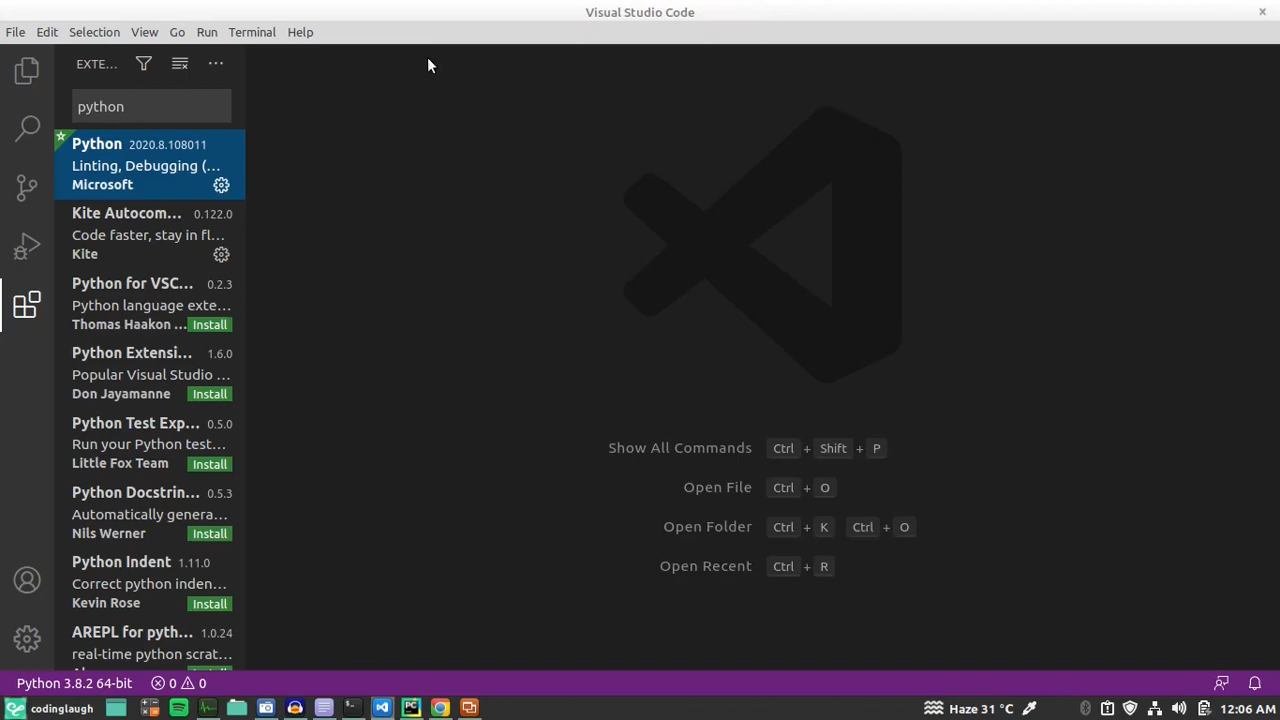 Visual Studio Code
×
File Edit Selection View Go Run Terminal Help
EXTE...
python
Python 2020.8.108011
Linting, Debugging (...
Microsoft
Kite Autocom... 0.122.0
Code faster, stay in fl...
Kite
Python for VSC... 0.2.3
Python language exte...
Thomas Haakon ... Install
Python Extensi... 1.6.0
Popular Visual Studio ...
Don Jayamanne Install
Python Test Exp... 0.5.0
Run your Python test...
Little Fox Team Install
Python Docstrin... 0.5.3
Automatically genera...
Nils Werner Install
Python Indent 1.11.0
Correct python inden...
Kevin Rose Install
AREPL for pyth... 1.0.24
real-time python scrat...
Show All Commands Ctrl + Shift + P
Open File Ctrl + O
Open Folder Ctrl + K Ctrl + O
Open Recent Ctrl + R
Python 3.8.2 64-bit 0 0
codinglaugh PC Haze 31 °C 12:06 AM